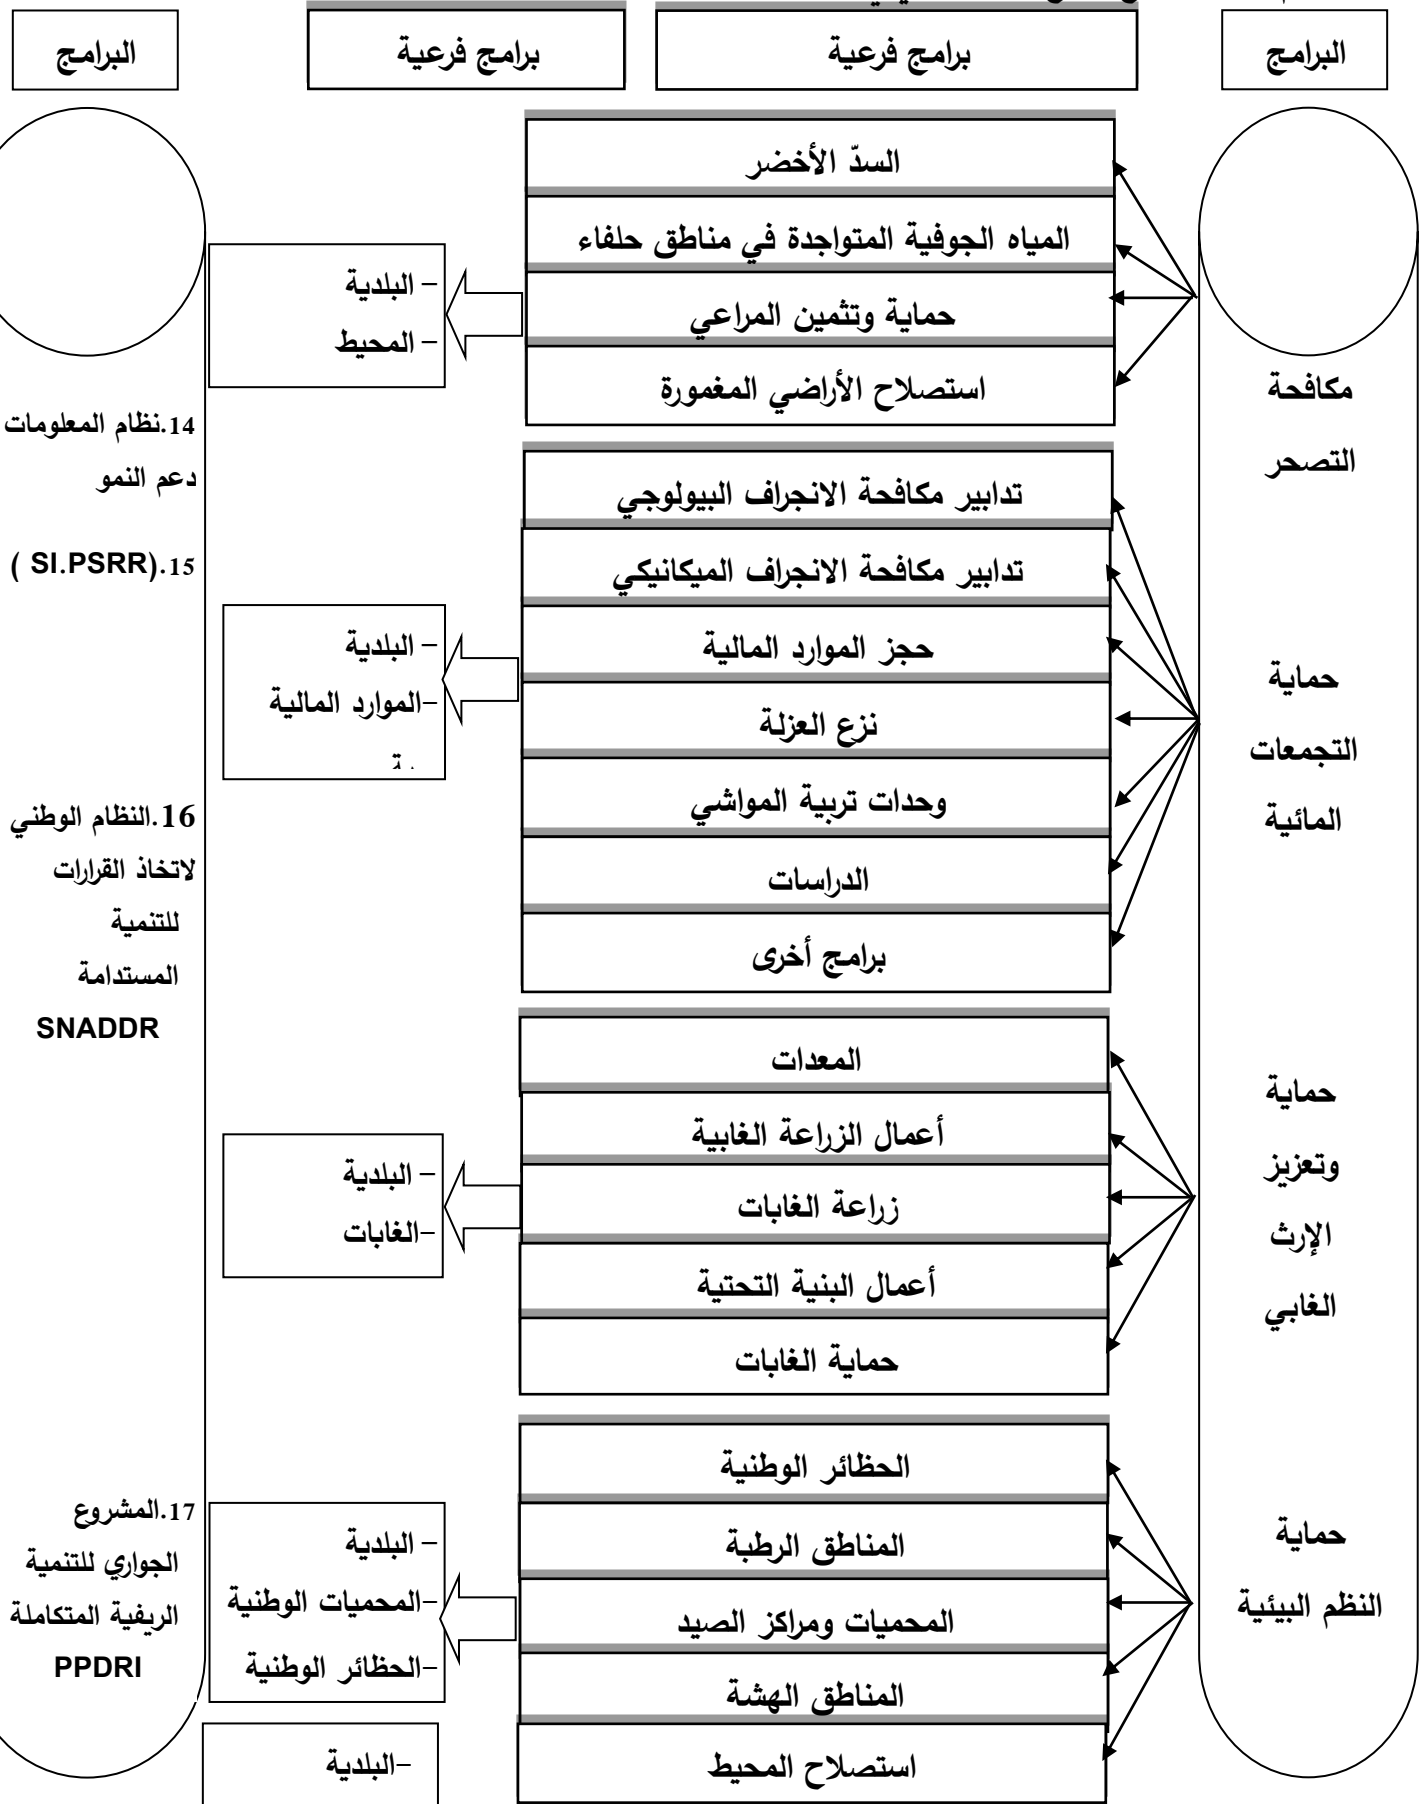 البرامج
برامج فرعية
برامج فرعية
البرامج
مكافحة
التصحر
السدّ الأخضر
المياه الجوفية المتواجدة في مناطق حلفاء
حماية وتثمين المراعي
استصلاح الأراضي المغمورة
- البلدية
- المحيط
حماية
التجمعات
المائية
تدابير مكافحة الانجراف البيولوجي
تدابير مكافحة الانجراف الميكانيكي
حجز الموارد المالية
نزع العزلة
وحدات تربية المواشي
الدراسات
برامج أخرى
- البلدية
-الموارد المالية
حماية
وتعزيز
الإرث
الغابي
المعدات
أعمال الزراعة الغابية
زراعة الغابات
أعمال البنية التحتية
حماية الغابات
- البلدية
-الغابات
حماية
النظم البيئية
الحظائر الوطنية
المناطق الرطبة
المحميات ومراكز الصيد
المناطق الهشة
استصلاح المحيط
- البلدية
-المحميات الوطنية
-الحظائر الوطنية
-البلدية
14.نظام المعلومات
دعم النمو
15.(SI.PSRR )
16.النظام الوطني
لاتخاذ القرارات
للتنمية
المستدامة
SNADDR
17.المشروع
الجواري للتنمية
الريفية المتكاملة
PPDRI